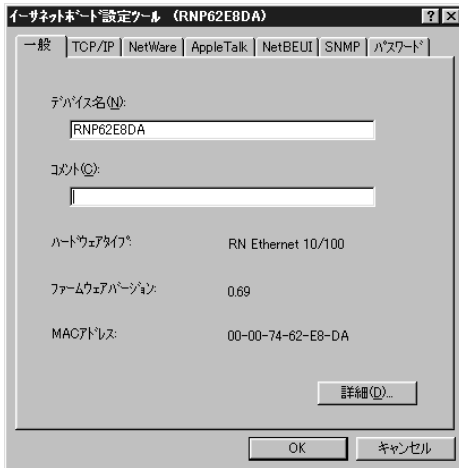 ｲｰｻﾈｯﾄﾎﾞｰﾄﾞ設定ﾂｰﾙ (RNP62E8DA)
一般 TCP/IP NetWare AppleTalk NetBEUI SNMP ﾊﾟｽﾜｰﾄﾞ
ﾃﾞﾊﾞｲｽ名(N):
RNP62E8DA
ｺﾒﾝﾄ(C):
ﾊｰﾄﾞｳｪｱﾀｲﾌﾟ: RN Ethernet 10/100
ﾌｧｰﾑｳｪｱﾊﾞｰｼﾞｮﾝ: 0.69
MACｱﾄﾞﾚｽ: 00-00-74-62-E8-DA
詳細(D)...
OK キャンセル